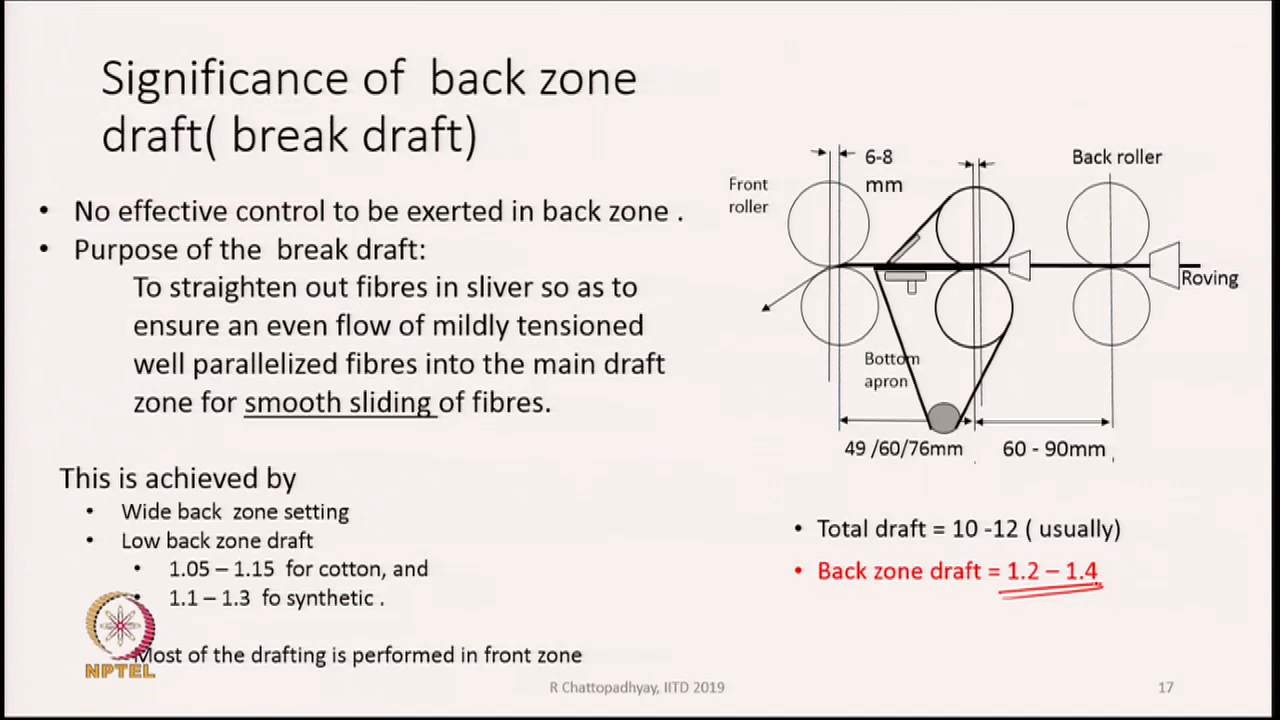 Significance of back zone
draft( break draft)
• No effective control to be exerted in back zone .
• Purpose of the break draft:
To straighten out fibres in sliver so as to
ensure an even flow of mildly tensioned
well parallelized fibres into the main draft
zone for smooth sliding of fibres.
This is achieved by
• Wide back zone setting
• Low back zone draft
• 1.05 – 1.15 for cotton, and
• 1.1 – 1.3 fo synthetic .
Most of the drafting is performed in front zone
NPTEL
6-8
mm
Back roller
Front
roller
Roving
Bottom
apron
49 /60/76mm
60 - 90mm
• Total draft = 10 -12 ( usually)
• Back zone draft = 1.2 – 1.4
R Chattopadhyay, IITD 2019
17